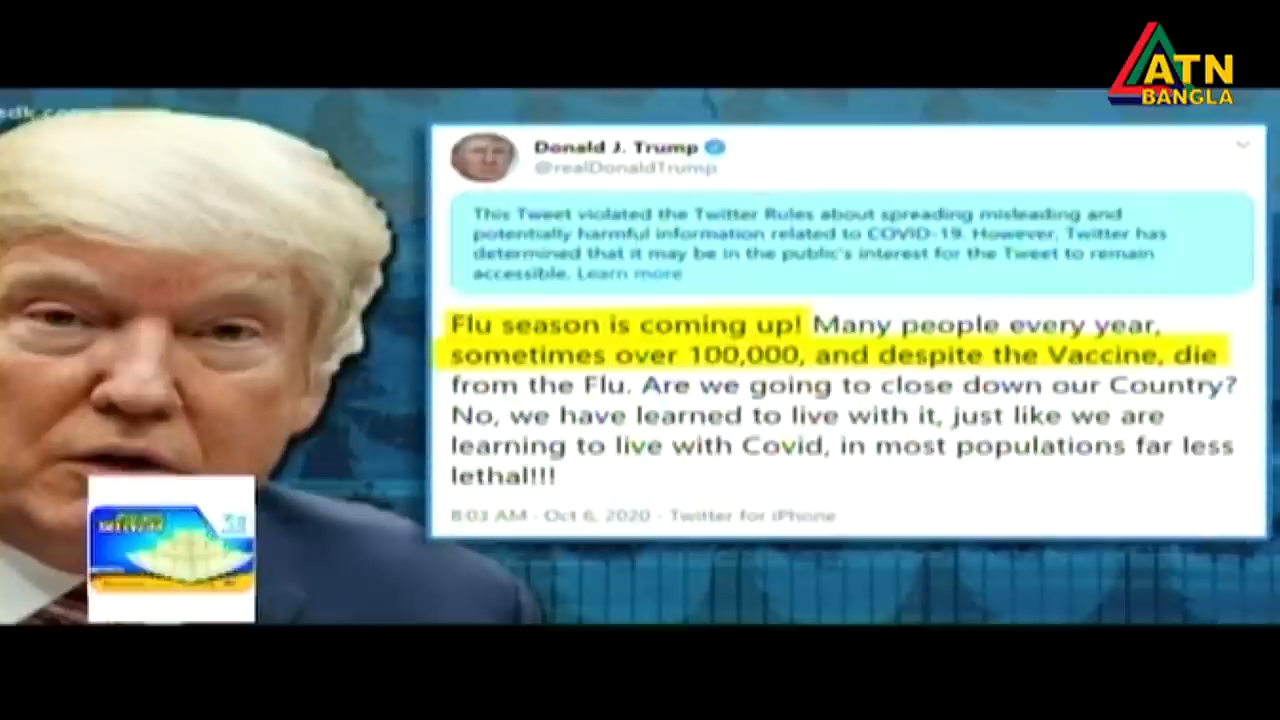 ATN
BANGLA
sdk.com
Donald J. Trump
@realDonaldTrump
This Tweet violated the Twitter Rules about spreading misleading and
potentially harmful information related to COVID-19. However, Twitter has
determined that it may be in the public's interest for the Tweet to remain
accessible. Learn more
Flu season is coming up! Many people every year,
sometimes over 100,000, and despite the Vaccine, die
from the Flu. Are we going to close down our Country?
No, we have learned to live with it, just like we are
learning to live with Covid, in most populations far less
lethal!!!
8:03 AM · Oct 6, 2020 · Twitter for iPhone